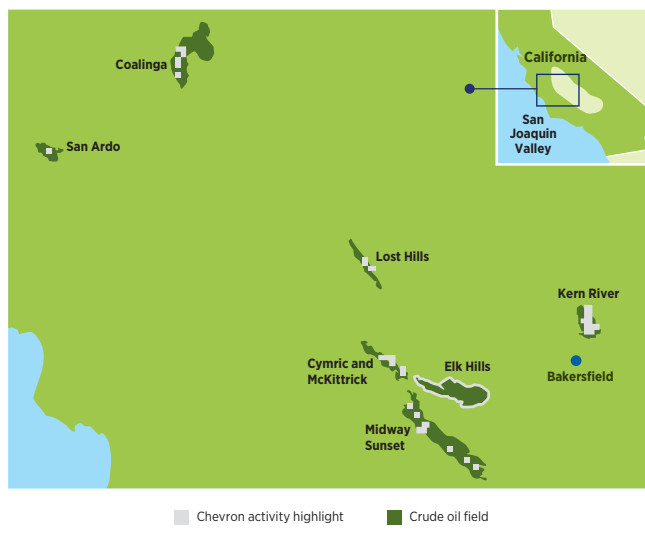 California
Coalinga
San
Joaquin
Valley
San Ardo
Lost Hills
Kern River
Cymric and
McKittrick
Elk Hills
Bakersfield
Midway
Sunset
Chevron activity highlight
Crude oil field